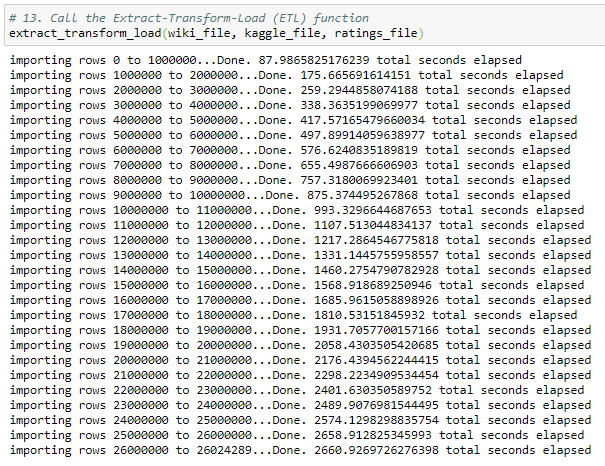 # 13. Call the Extract-Transform-Load (ETL) function
extract_transform_load(wiki_file, kaggle_file, ratings_file)
importing rows 0 to 1000000...Done. 87.9865825176239 total seconds elapsed
importing rows 1000000 to 2000000...Done. 175.665691614151 total seconds elapsed
importing rows 2000000 to 3000000...Done. 259.2944858074188 total seconds elapsed
importing rows 3000000 to 4000000...Done. 338.3635199069977 total seconds elapsed
importing rows 4000000 to 5000000...Done. 417.57165479660034 total seconds elapsed
importing rows 5000000 to 6000000...Done. 497.89914059638977 total seconds elapsed
importing rows 6000000 to 7000000...Done. 576.6240835189819 total seconds elapsed
importing rows 7000000 to 8000000...Done. 655.4987666606903 total seconds elapsed
importing rows 8000000 to 9000000...Done. 757.3180069923401 total seconds elapsed
importing rows 9000000 to 10000000...Done. 875.374495267868 total seconds elapsed
importing rows 10000000 to 11000000...Done. 993.3296644687653 total seconds elapsed
importing rows 11000000 to 12000000...Done. 1107.513044834137 total seconds elapsed
importing rows 12000000 to 13000000...Done. 1217.2864546775818 total seconds elapsed
importing rows 13000000 to 14000000...Done. 1331.1445755958557 total seconds elapsed
importing rows 14000000 to 15000000...Done. 1460.2754790782928 total seconds elapsed
importing rows 15000000 to 16000000...Done. 1568.918689250946 total seconds elapsed
importing rows 16000000 to 17000000...Done. 1685.9615058898926 total seconds elapsed
importing rows 17000000 to 18000000...Done. 1810.53151845932 total seconds elapsed
importing rows 18000000 to 19000000...Done. 1931.7057700157166 total seconds elapsed
importing rows 19000000 to 20000000...Done. 2058.4303505420685 total seconds elapsed
importing rows 20000000 to 21000000...Done. 2176.4394562244415 total seconds elapsed
importing rows 21000000 to 22000000...Done. 2298.2234909534454 total seconds elapsed
importing rows 22000000 to 23000000...Done. 2401.630350589752 total seconds elapsed
importing rows 23000000 to 24000000...Done. 2489.9076981544495 total seconds elapsed
importing rows 24000000 to 25000000...Done. 2574.1298298835754 total seconds elapsed
importing rows 25000000 to 26000000...Done. 2658.912825345993 total seconds elapsed
importing rows 26000000 to 26024289...Done. 2660.9269726276398 total seconds elapsed